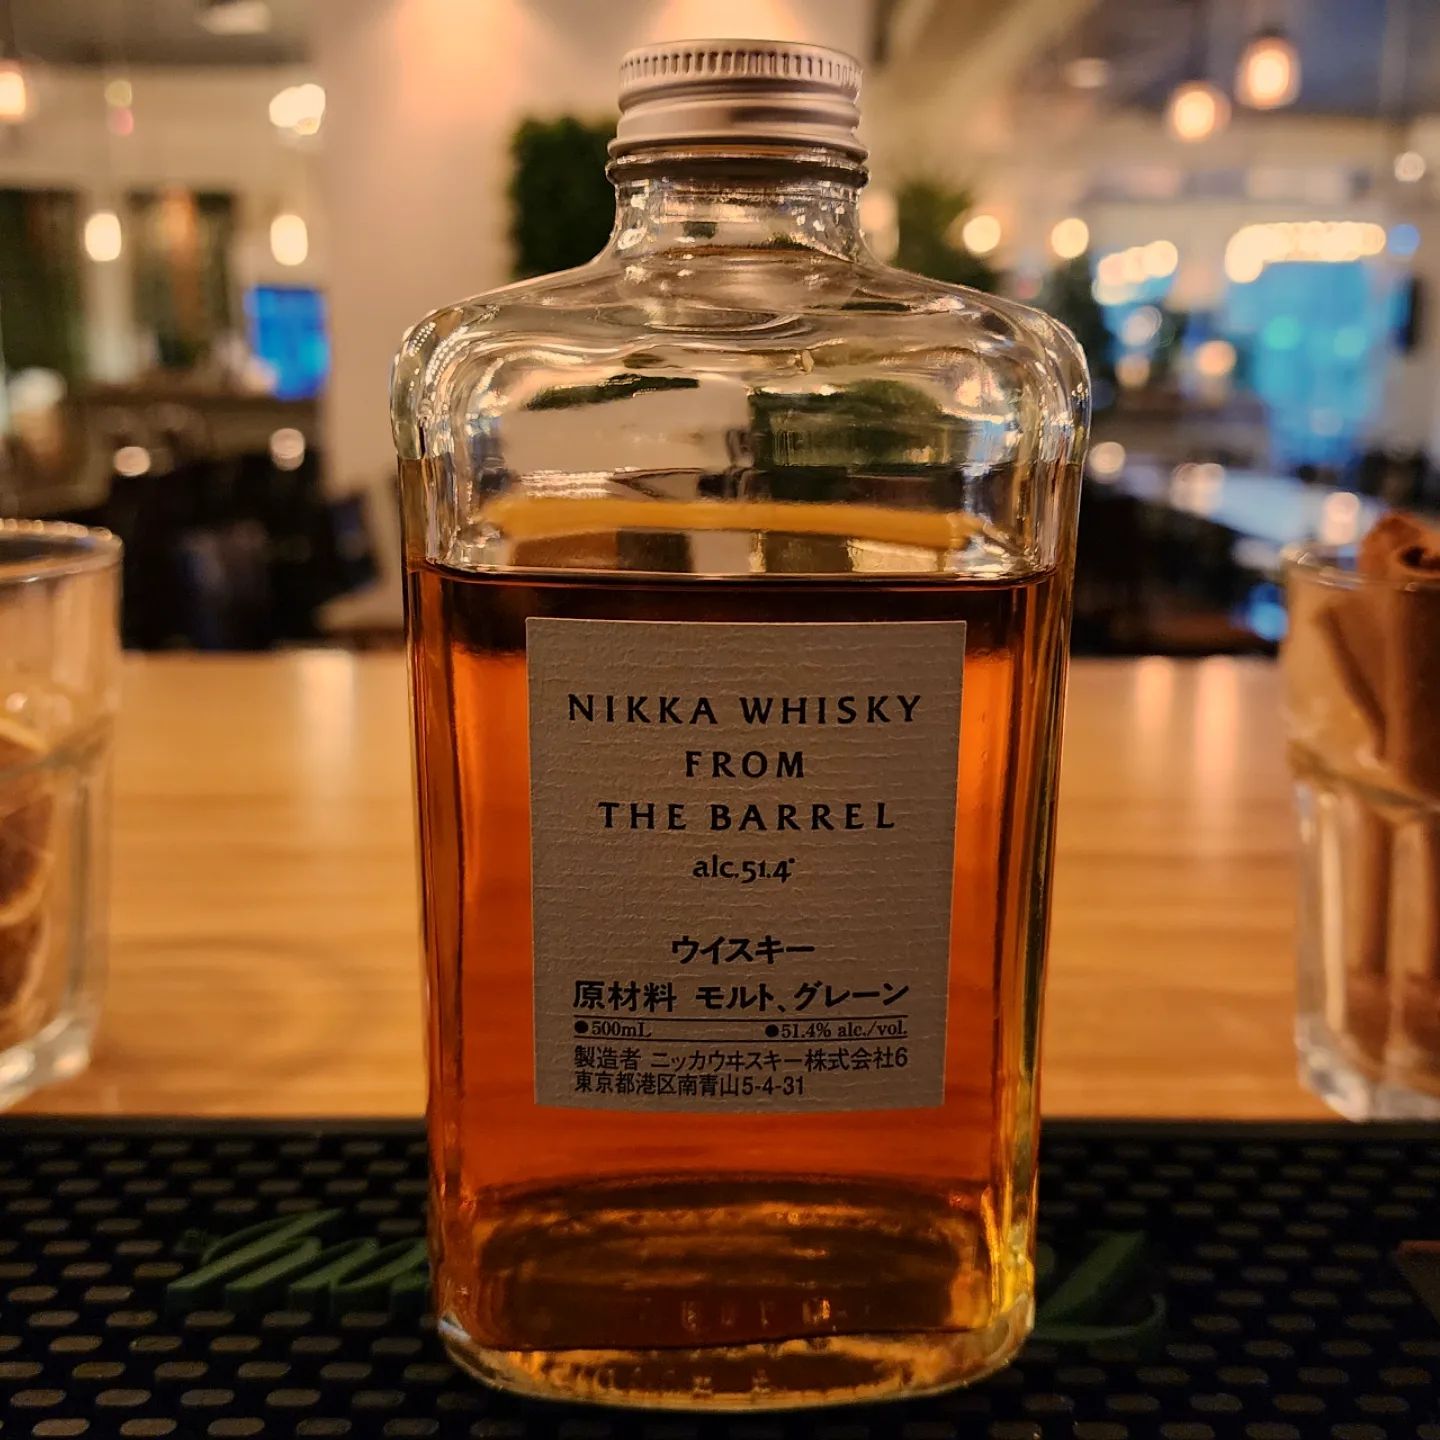 NIKKA WHISKY
FROM
THE BARREL
alc.51.4°
ウイスキー
原材料 モルト、グレーン
●500mL ●51.4% alc./vol.
製造者 ニッカウヰスキー株式会社6
東京都港区南青山5-4-31